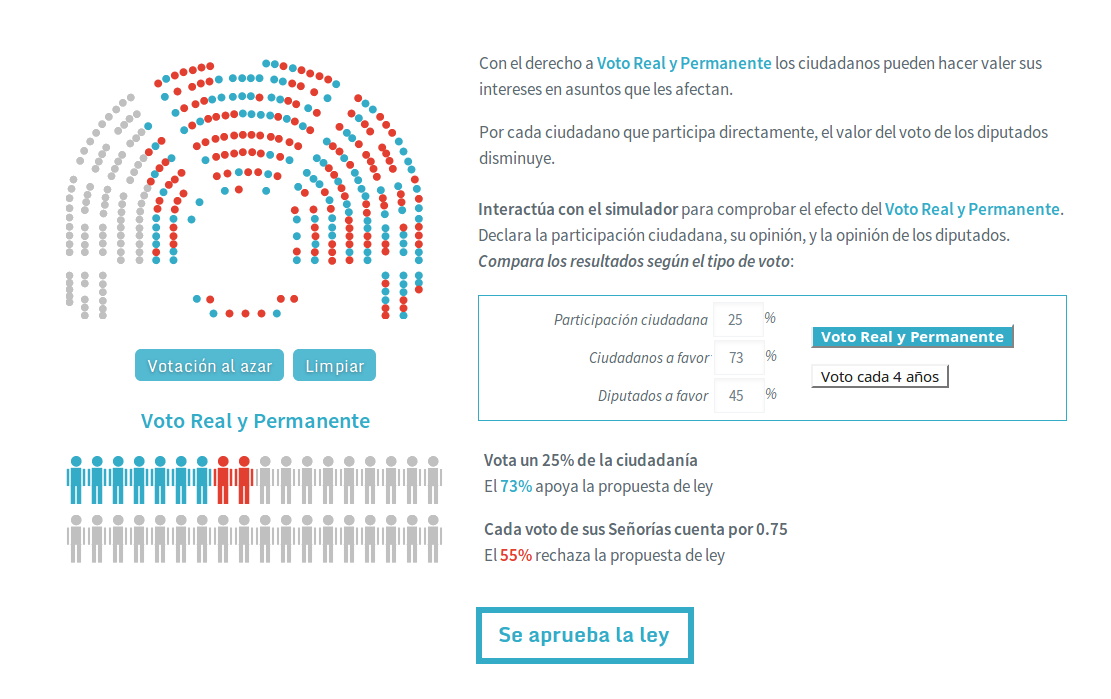 Con el derecho a Voto Real y Permanente los ciudadanos pueden hacer valer sus
intereses en asuntos que les afectan.
Por cada ciudadano que participa directamente, el valor del voto de los diputados
disminuye.
Interactúa con el simulador para comprobar el efecto del Voto Real y Permanente.
Declara la participación ciudadana, su opinión, y la opinión de los diputados.
Compara los resultados según el tipo de voto:
Participación ciudadana 25 %
Ciudadanos a favor 73 %
Diputados a favor 45 %
Voto Real y Permanente
Voto cada 4 años
Votación al azar
Limpiar
Voto Real y Permanente
Vota un 25% de la ciudadanía
El 73% apoya la propuesta de ley
Cada voto de sus Señorías cuenta por 0.75
El 55% rechaza la propuesta de ley
Se aprueba la ley